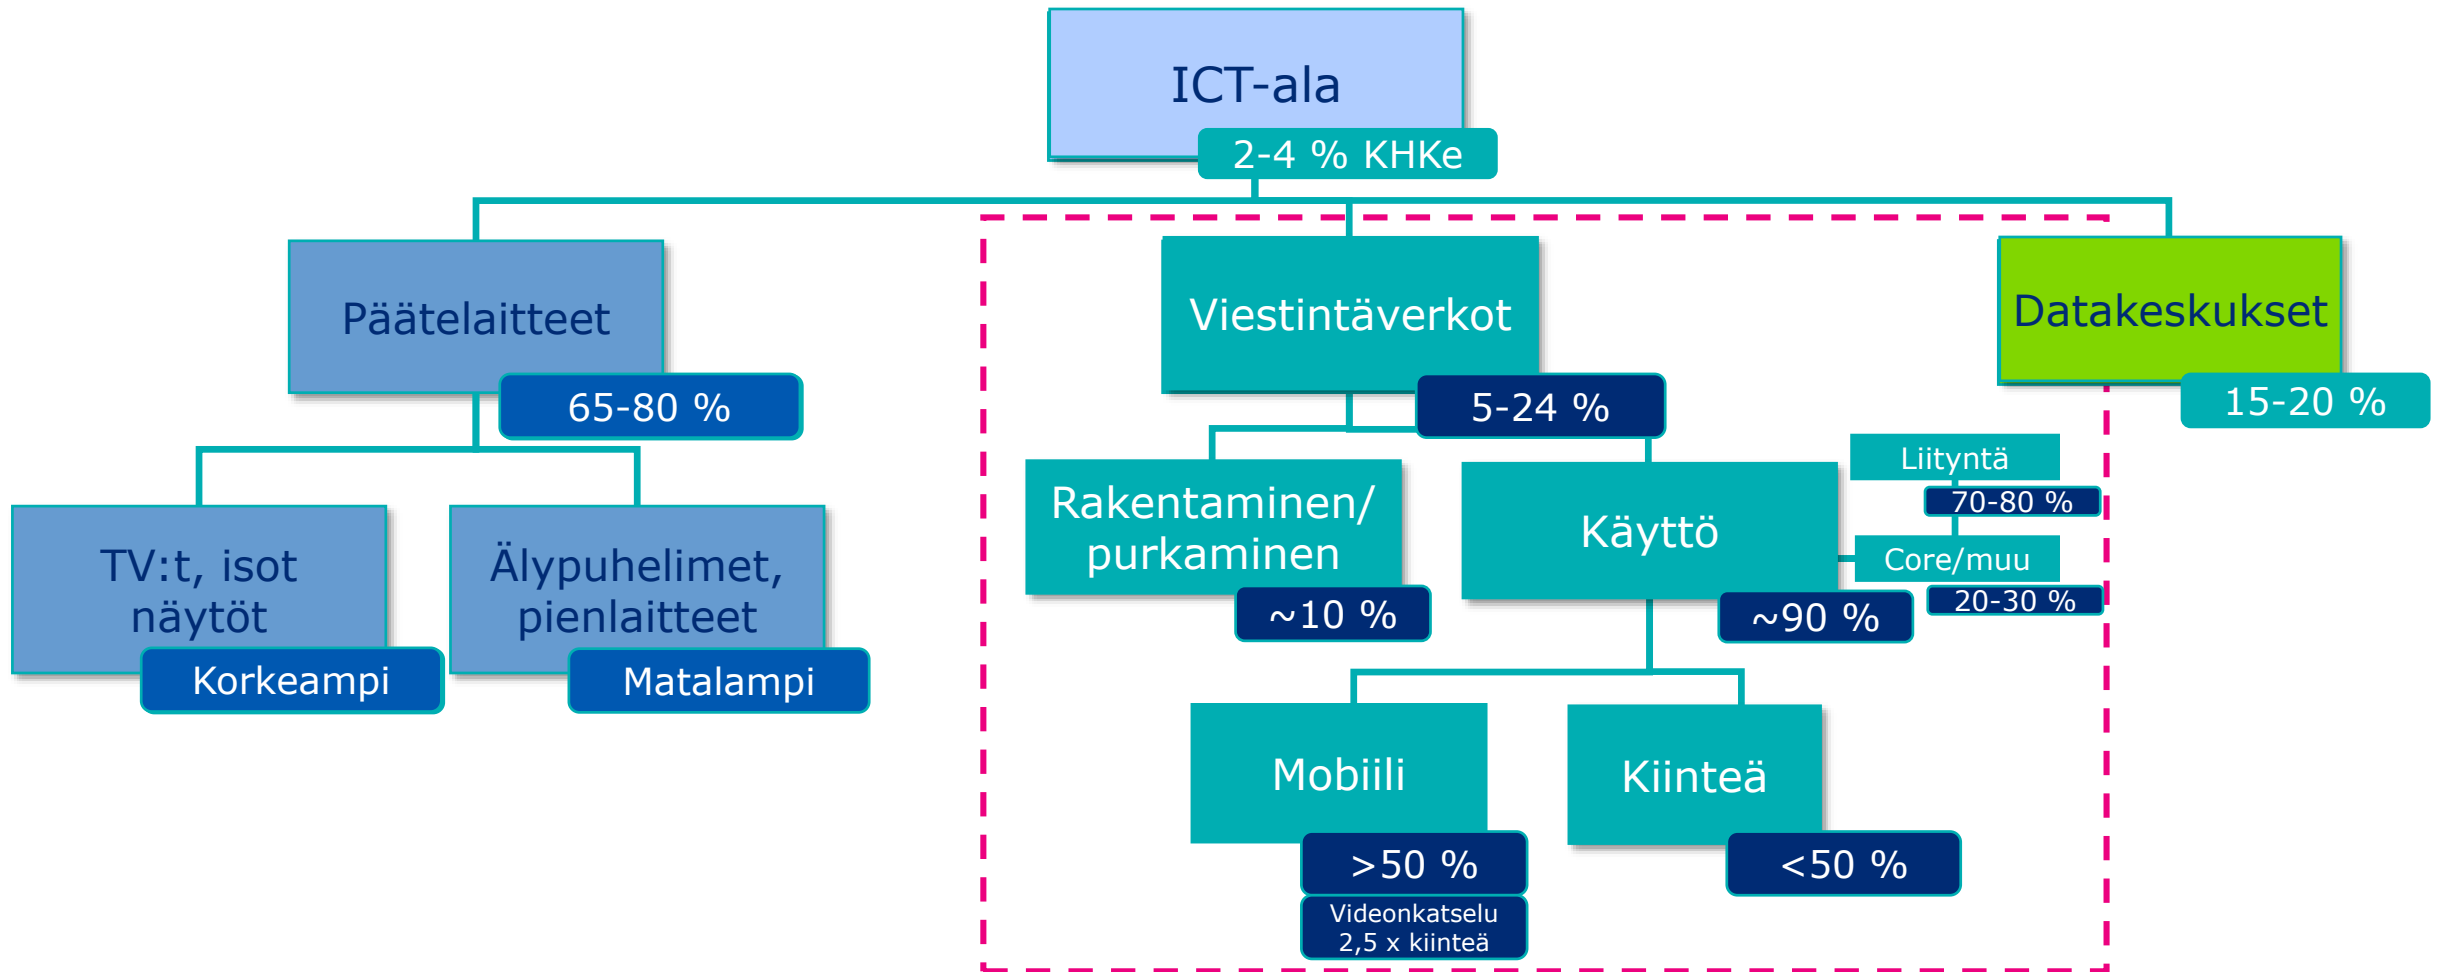 ICT-ala
2-4 % KHKe
Päätelaitteet
65-80 %
TV:t, isot
näytöt
Korkeampi
Älypuhelimet,
pienlaitteet
Matalampi
Viestintäverkot
5-24 %
Rakentaminen/
purkaminen
~10 %
Käyttö
~90 %
Liityntä
70-80 %
Core/muu
20-30 %
Mobiili
>50 %
Videonkatselu
2,5 x kiinteä
Kiinteä
<50 %
Datakeskukset
15-20 %